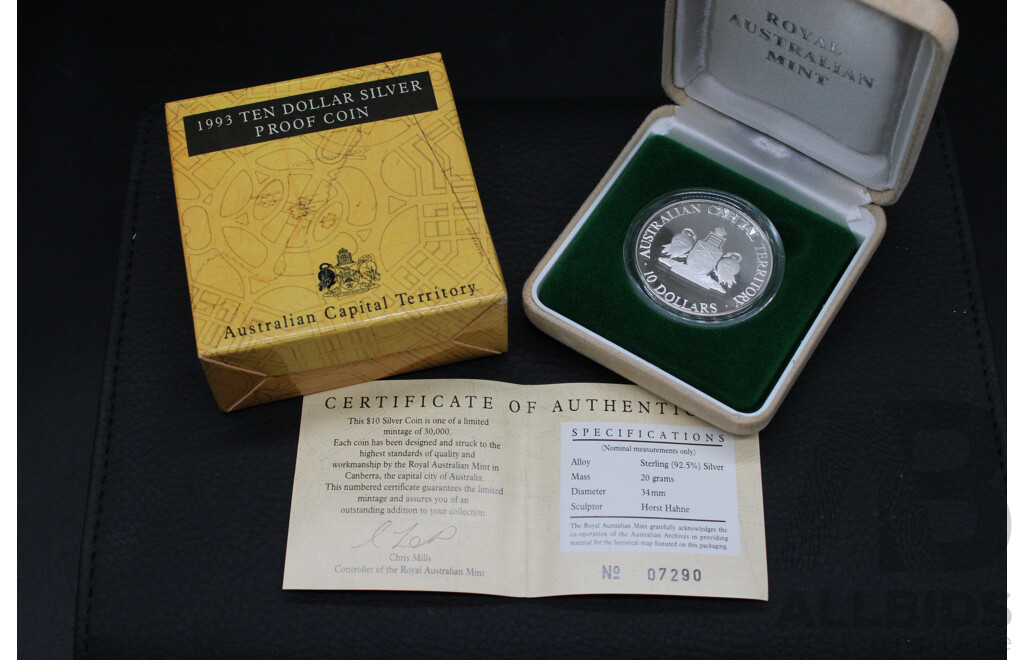 1993 TEN DOLLAR SILVER
PROOF COIN
Australian Capital Territory
ROYAL
AUSTRALIAN
MINT
AUSTRALIAN CAPITAL TERRITORY
10 DOLLARS
CERTIFICATE OF AUTHENTI
This $10 Silver Coin is one of a limited
mintage of 30,000.
Each coin has been designed and struck to the
highest standards of quality and
workmanship by the Royal Australian Mint in
Canberra, the capital city of Australia.
This numbered certificate guarantees the limited
mintage and assures you of an
outstanding addition to your collection.
Chris Mills
Controller of the Royal Australian Mint
SPECIFICATIONS
(Nominal measurements only)
Alloy Sterling (92.5%) Silver
Mass 20 grams
Diameter 34mm
Sculptor Horst Hahne
The Royal Australian Mint gratefully acknowledges the
co-operation of the Australian Archives in providing
material for the historical map featured on this packaging.
Nº 07290
ALLBIDS